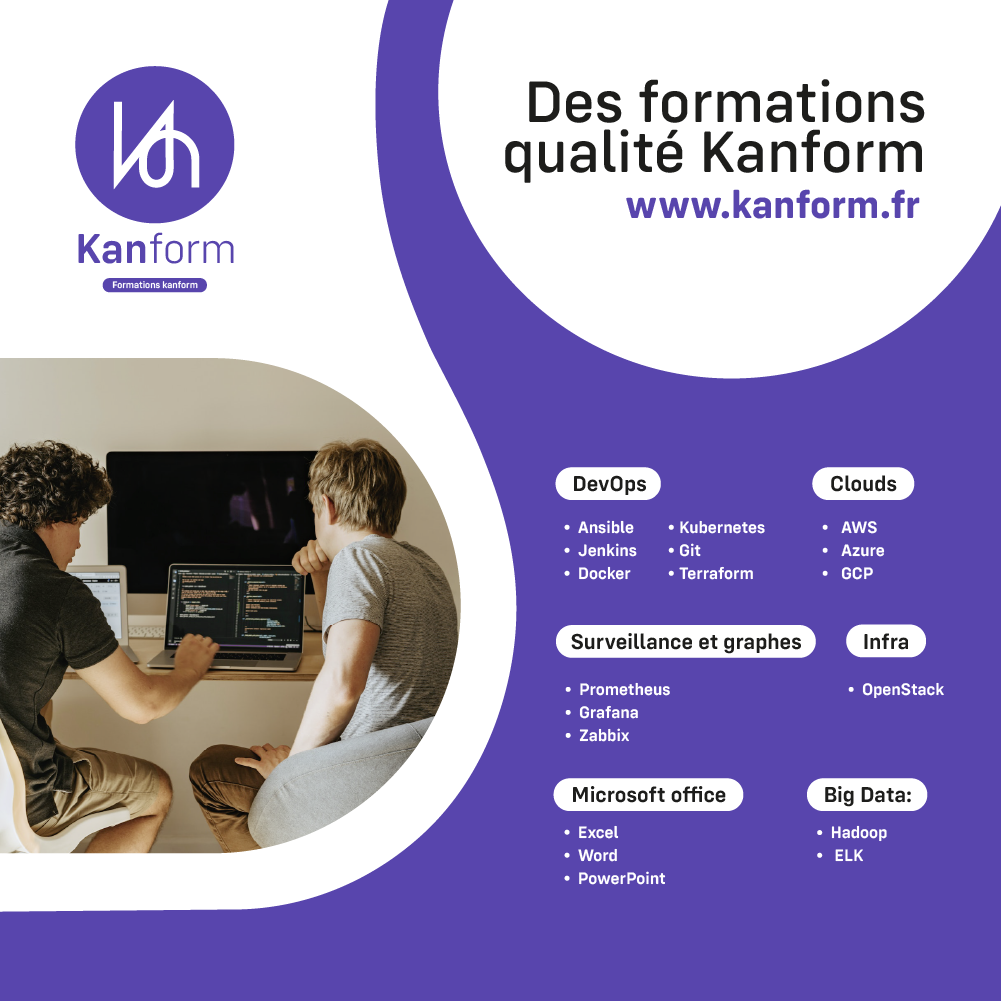 Des formations
qualité Kanform
www.kanform.fr
Kanform
Formations kanform
DevOps
• Ansible
• Jenkins
• Docker
• Kubernetes
• Git
• Terraform
Clouds
• AWS
• Azure
• GCP
Surveillance et graphes
• Prometheus
• Grafana
• Zabbix
Infra
• OpenStack
Microsoft office
• Excel
• Word
• PowerPoint
Big Data:
• Hadoop
• ELK